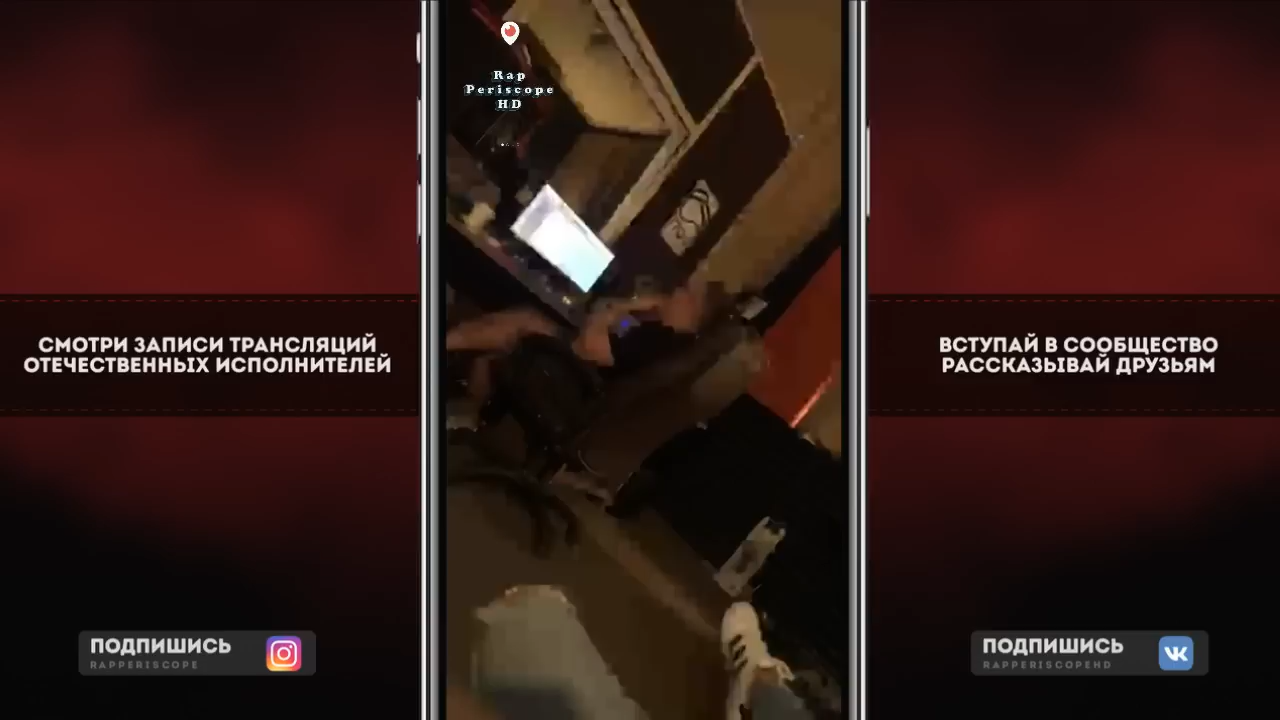 Rap
Periscope
HD
СМОТРИ ЗАПИСИ ТРАНСЛЯЦИЙ
ОТЕЧЕСТВЕННЫХ ИСПОЛНИТЕЛЕЙ
ВСТУПАЙ В СООБЩЕСТВО
РАССКАЗЫВАЙ ДРУЗЬЯМ
ПОДПИШИСЬ
RAPPERISCOPE
ПОДПИШИСЬ
RAPPERISCOPEHD